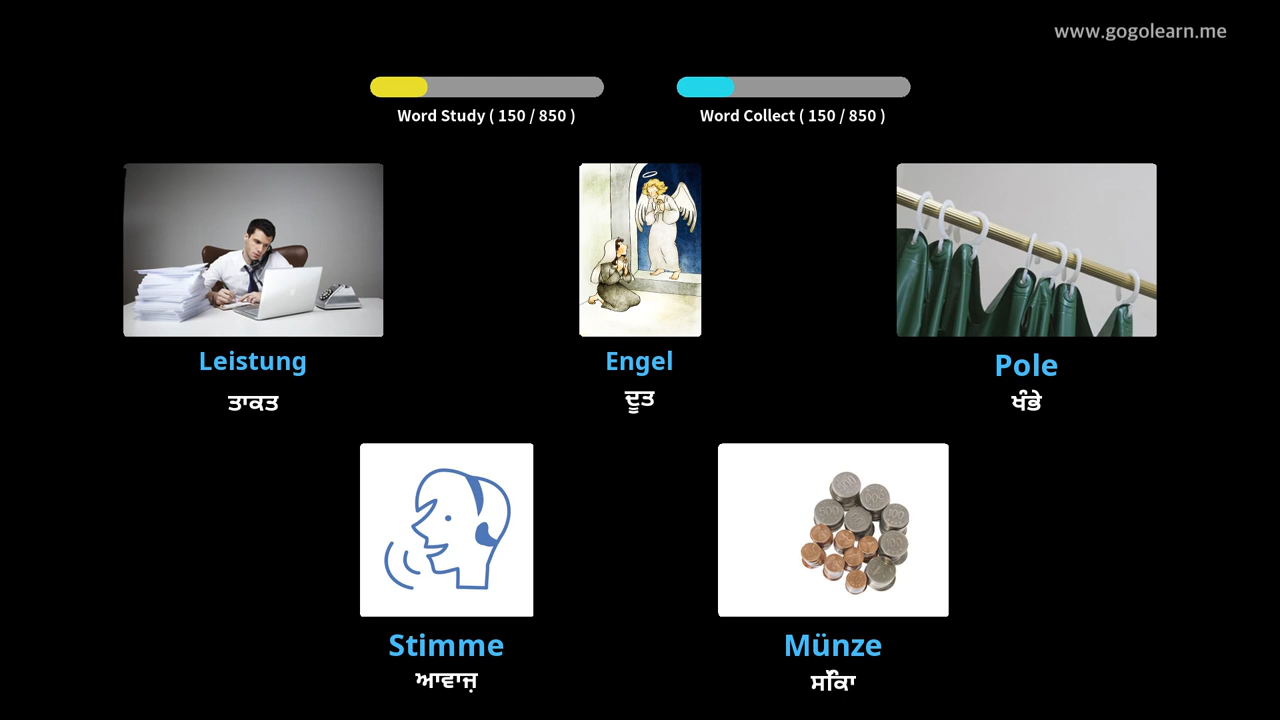 www.gogolearn.me
Word Study ( 150 / 850 )
Word Collect ( 150 / 850 )
Leistung
ਤਾਕਤ
Engel
ਦੂਤ
Pole
ਖੰਭੇ
Stimme
ਆਵਾਜ਼
Münze
ਸਿੱਕਾ